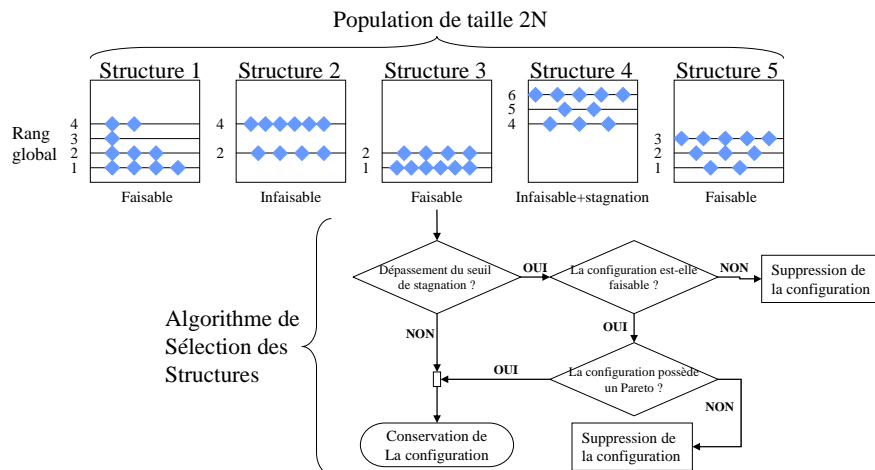 Population de taille 2N
Structure 1
Structure 2
Structure 3
Structure 4
Structure 5
Rang
global
4
3
2
1
4
2
2
1
6
5
4
3
2
1
Faisable
Infaisable
Faisable
Infaisable+stagnation
Faisable
Algorithme de
Sélection des
Structures
Dépassement du seuil
de stagnation ?
OUI
La configuration est-elle
faisable ?
NON
Suppression de
la configuration
NON
OUI
La configuration possède
un Pareto ?
OUI
NON
Conservation de
La configuration
Suppression de
la configuration